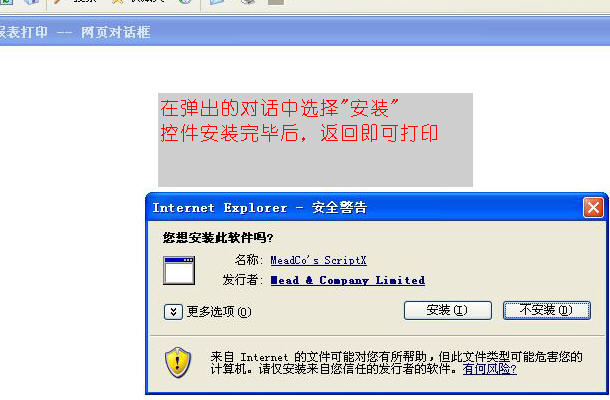 报表打印 -- 网页对话框
在弹出的对话中选择"安装"
控件安装完毕后，返回即可打印
Internet Explorer - 安全警告
您想安装此软件吗?
名称: MeadCo's ScriptX
发行者: Mead & Company Limited
更多选项(O)
安装(I)
不安装(D)
来自 Internet 的文件可能对您有所帮助,但此文件类型可能危害您的
计算机。请仅安装来自您信任的发行者的软件。有何风险?